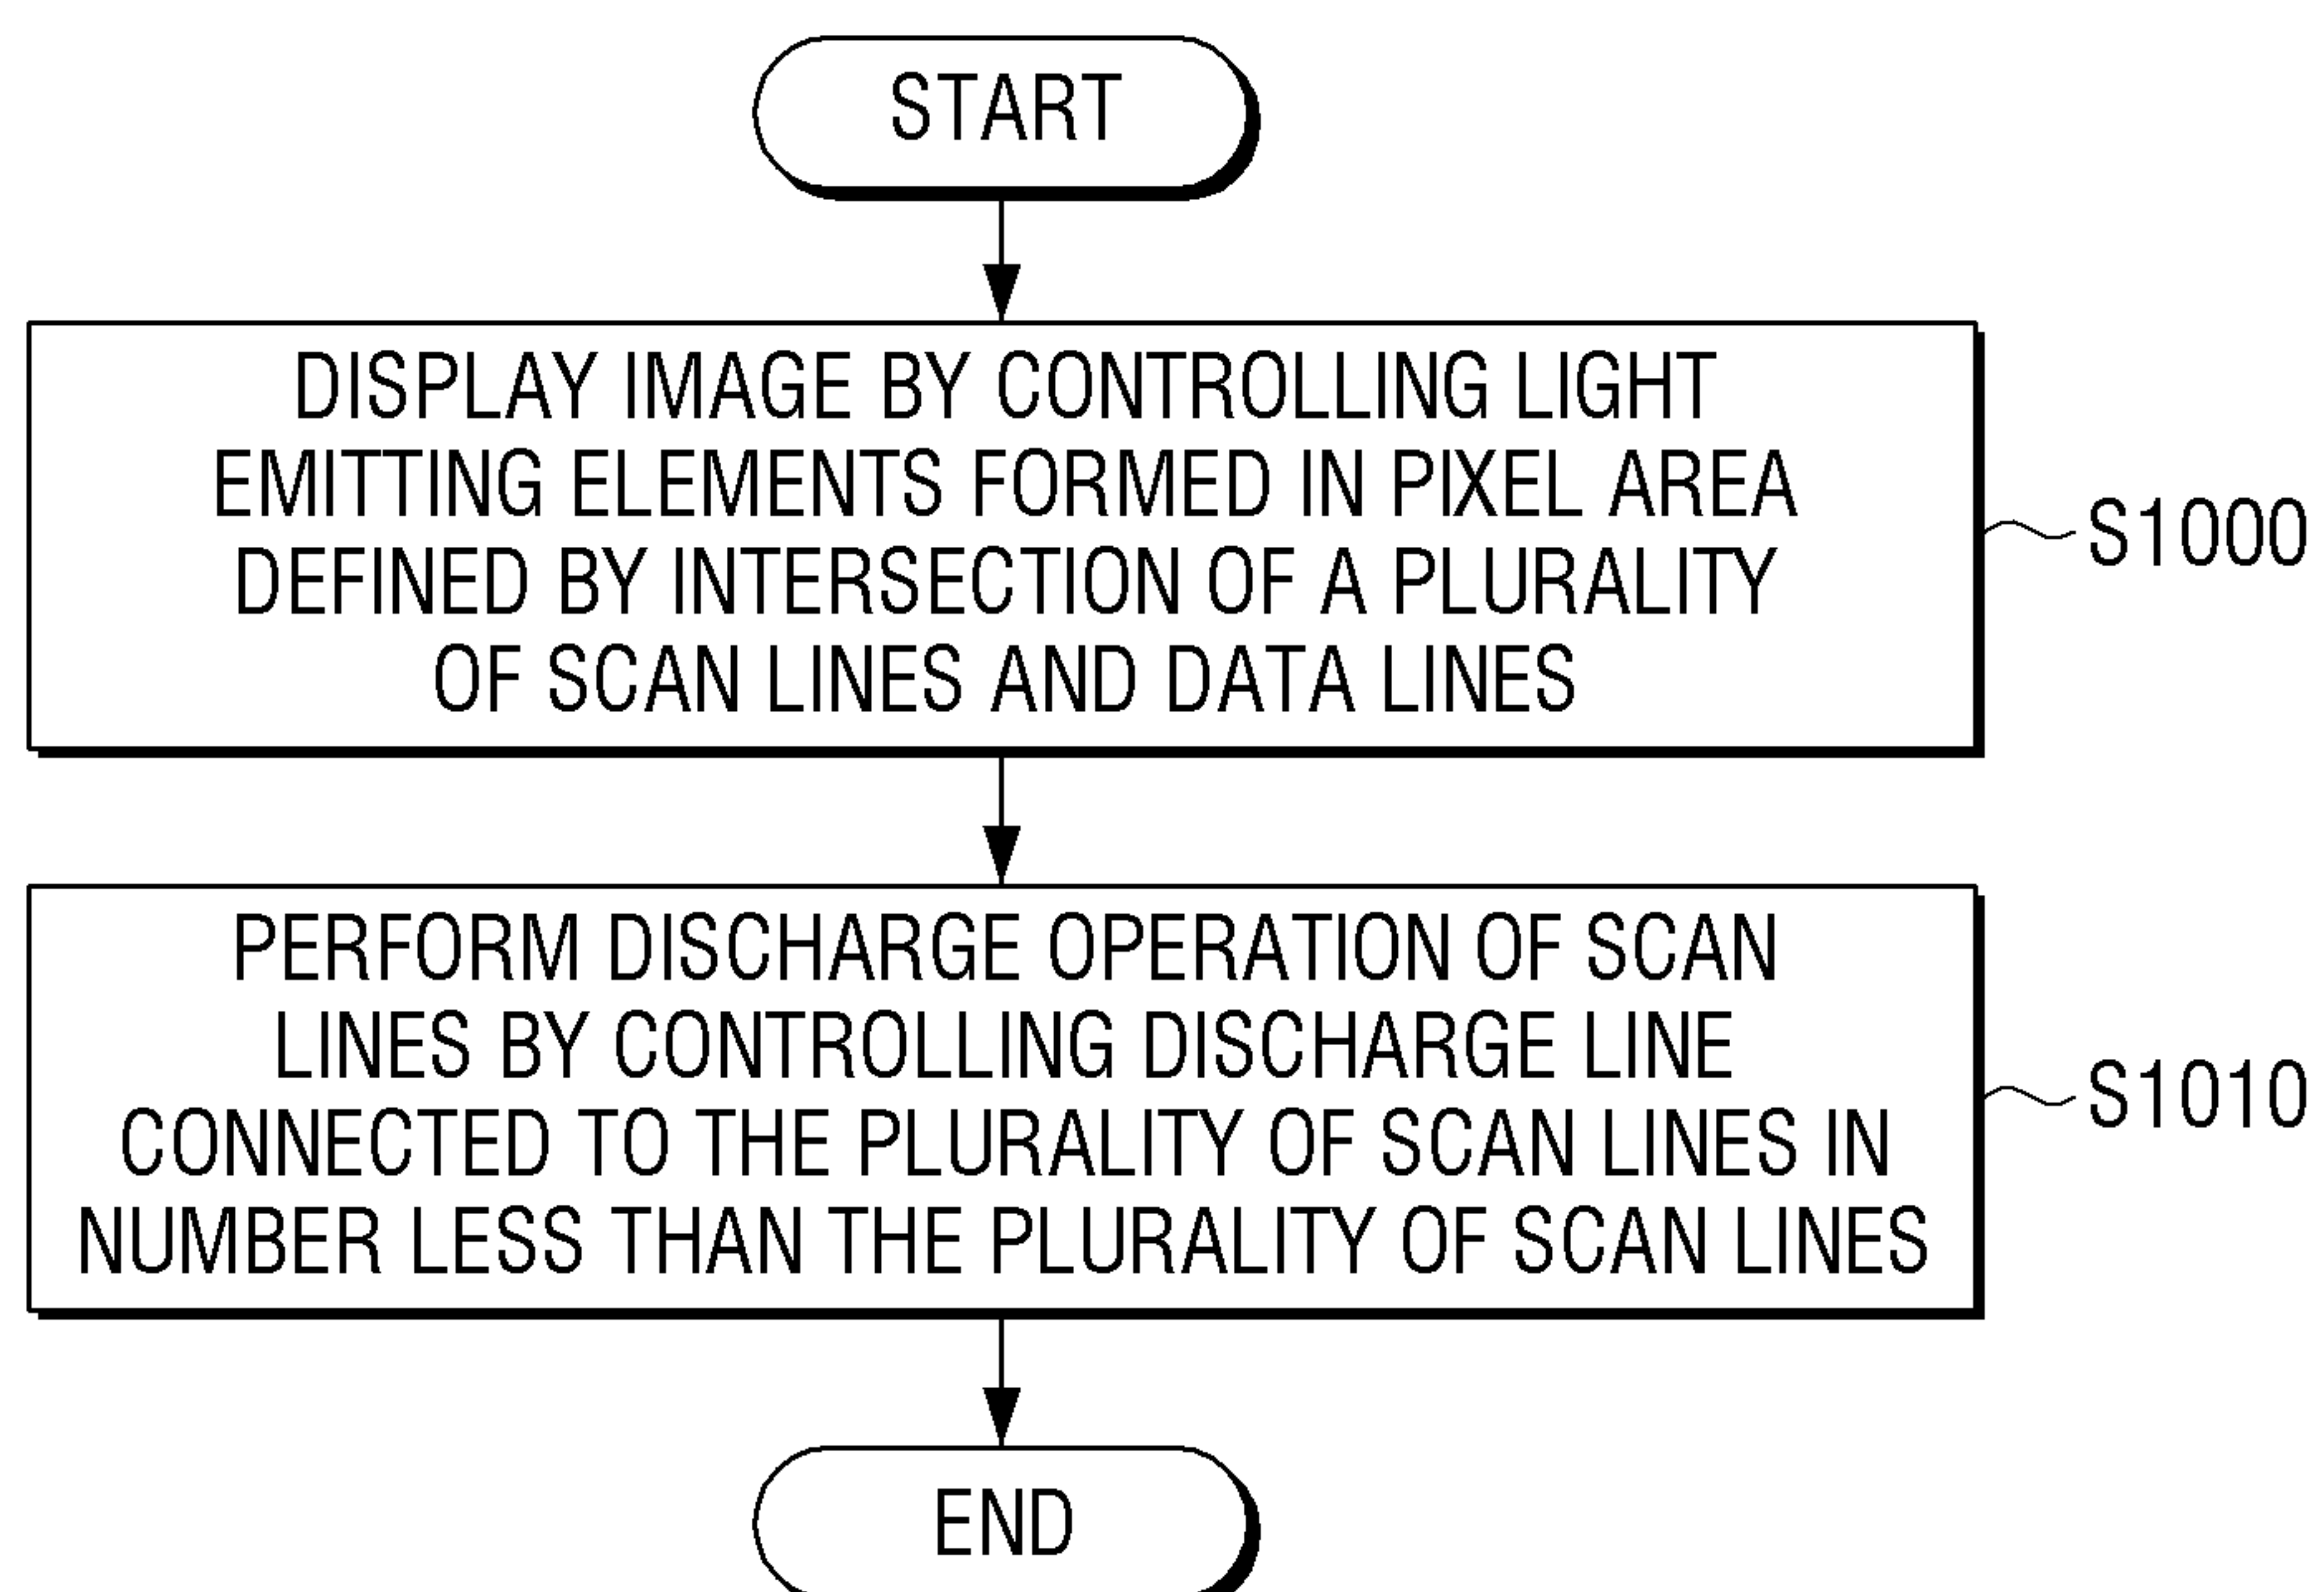 START
DISPLAY IMAGE BY CONTROLLING LIGHT
EMITTING ELEMENTS FORMED IN PIXEL AREA
DEFINED BY INTERSECTION OF A PLURALITY
OF SCAN LINES AND DATA LINES
S1000
PERFORM DISCHARGE OPERATION OF SCAN
LINES BY CONTROLLING DISCHARGE LINE
CONNECTED TO THE PLURALITY OF SCAN LINES IN
NUMBER LESS THAN THE PLURALITY OF SCAN LINES
S1010
END